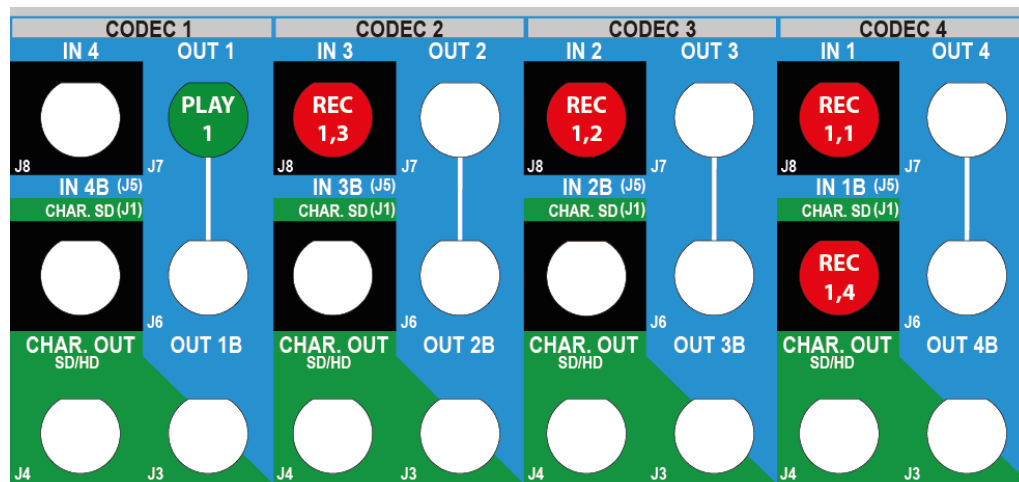 CODEC 1 CODEC 2 CODEC 3 CODEC 4
IN 4 OUT 1 IN 3 OUT 2 IN 2 OUT 3 IN 1 OUT 4
PLAY REC REC REC
1 1,3 1,2 1,1
J8 J7 J8 J7 J8 J7 J8 J7
IN 4B (J5) IN 3B (J5) IN 2B (J5) IN 1B (J5)
CHAR. SD (J1) CHAR. SD (J1) CHAR. SD (J1) CHAR. SD (J1)
REC
1,4
J6 J6 J6 J6
CHAR. OUT OUT 1B CHAR. OUT OUT 2B CHAR. OUT OUT 3B CHAR. OUT OUT 4B
SD/HD SD/HD SD/HD SD/HD
J4 J3 J4 J3 J4 J3 J4 J3